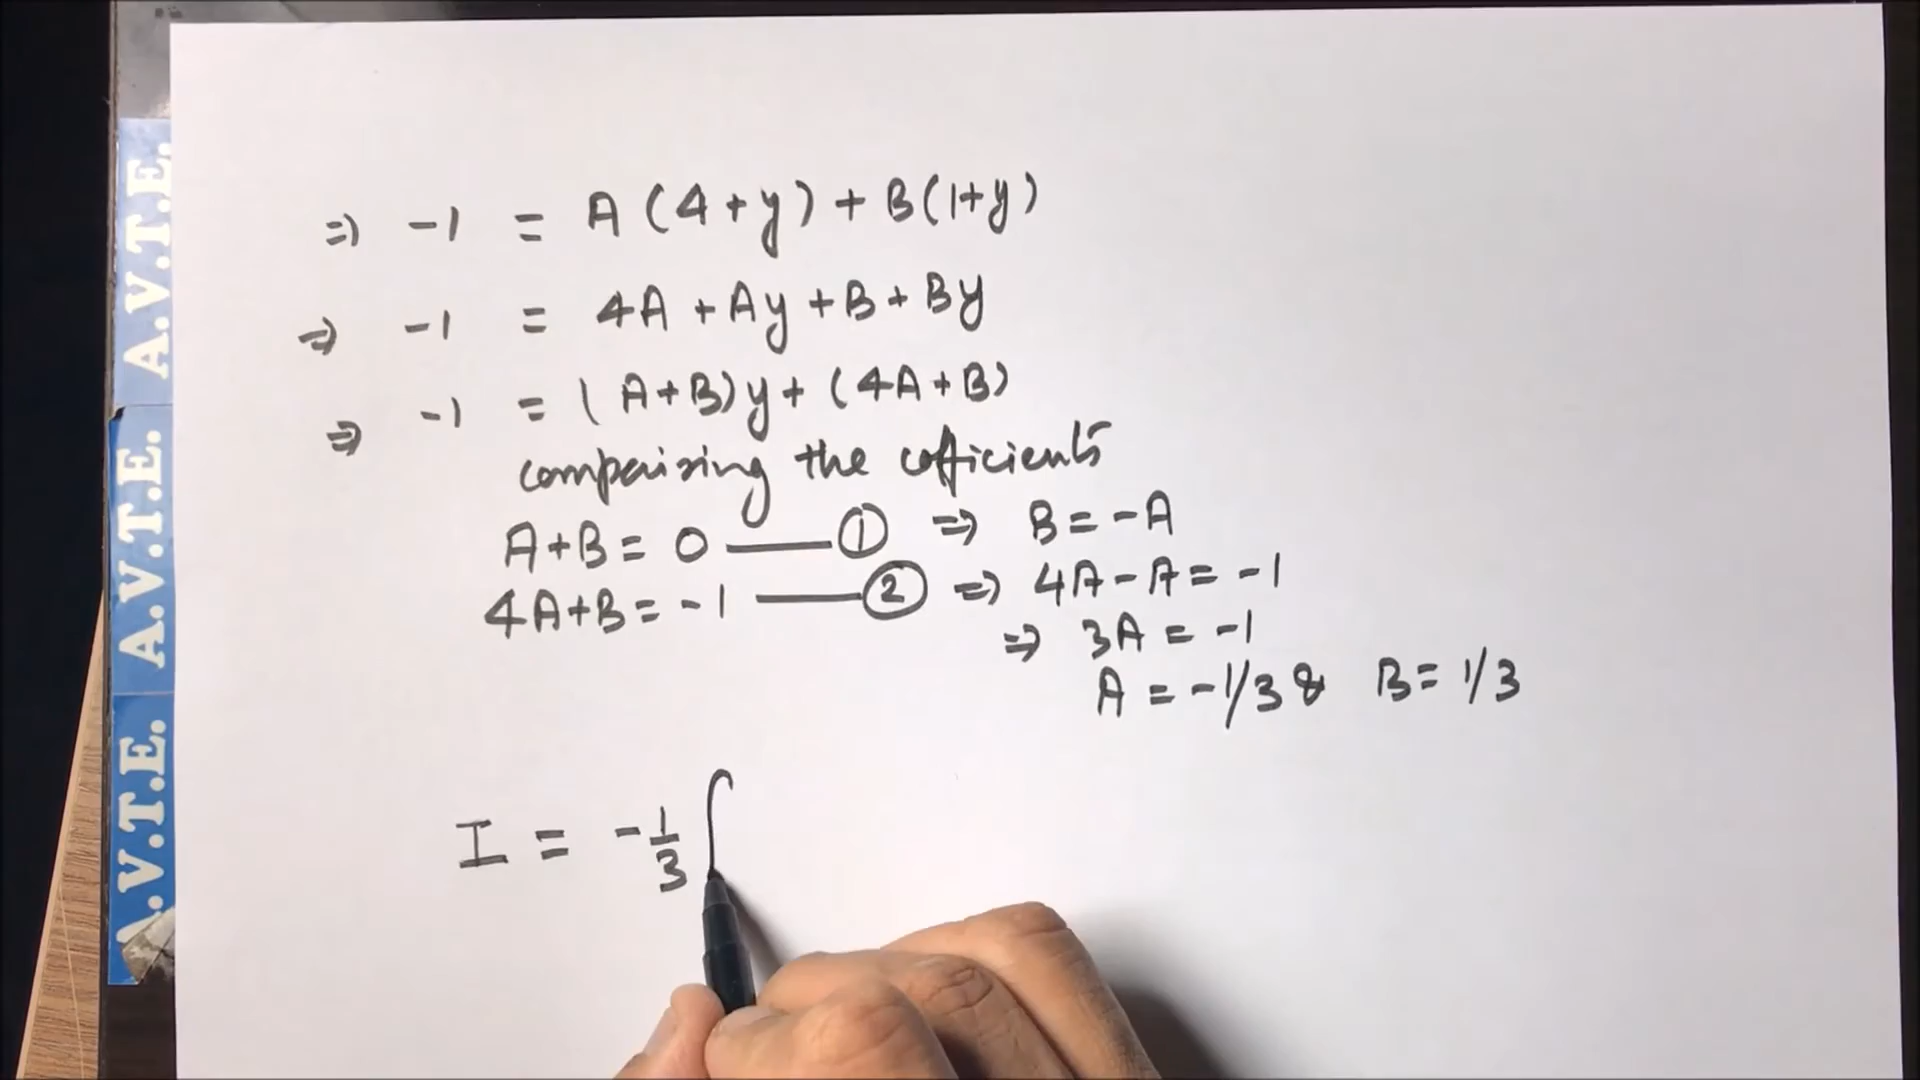 A.V.T.E.
A.V.T.E.
A.V.T.E.
=> -1 = A (4+y) + B(1+y)
=> -1 = 4A + Ay + B + By
=> -1 = (A+B)y + (4A+B)
compairing the cofficients
A+B = 0 —— ① => B = -A
4A+B = -1 —— ② => 4A - A = -1
=> 3A = -1
A = -1/3 & B = 1/3
I = -1/3 ∫